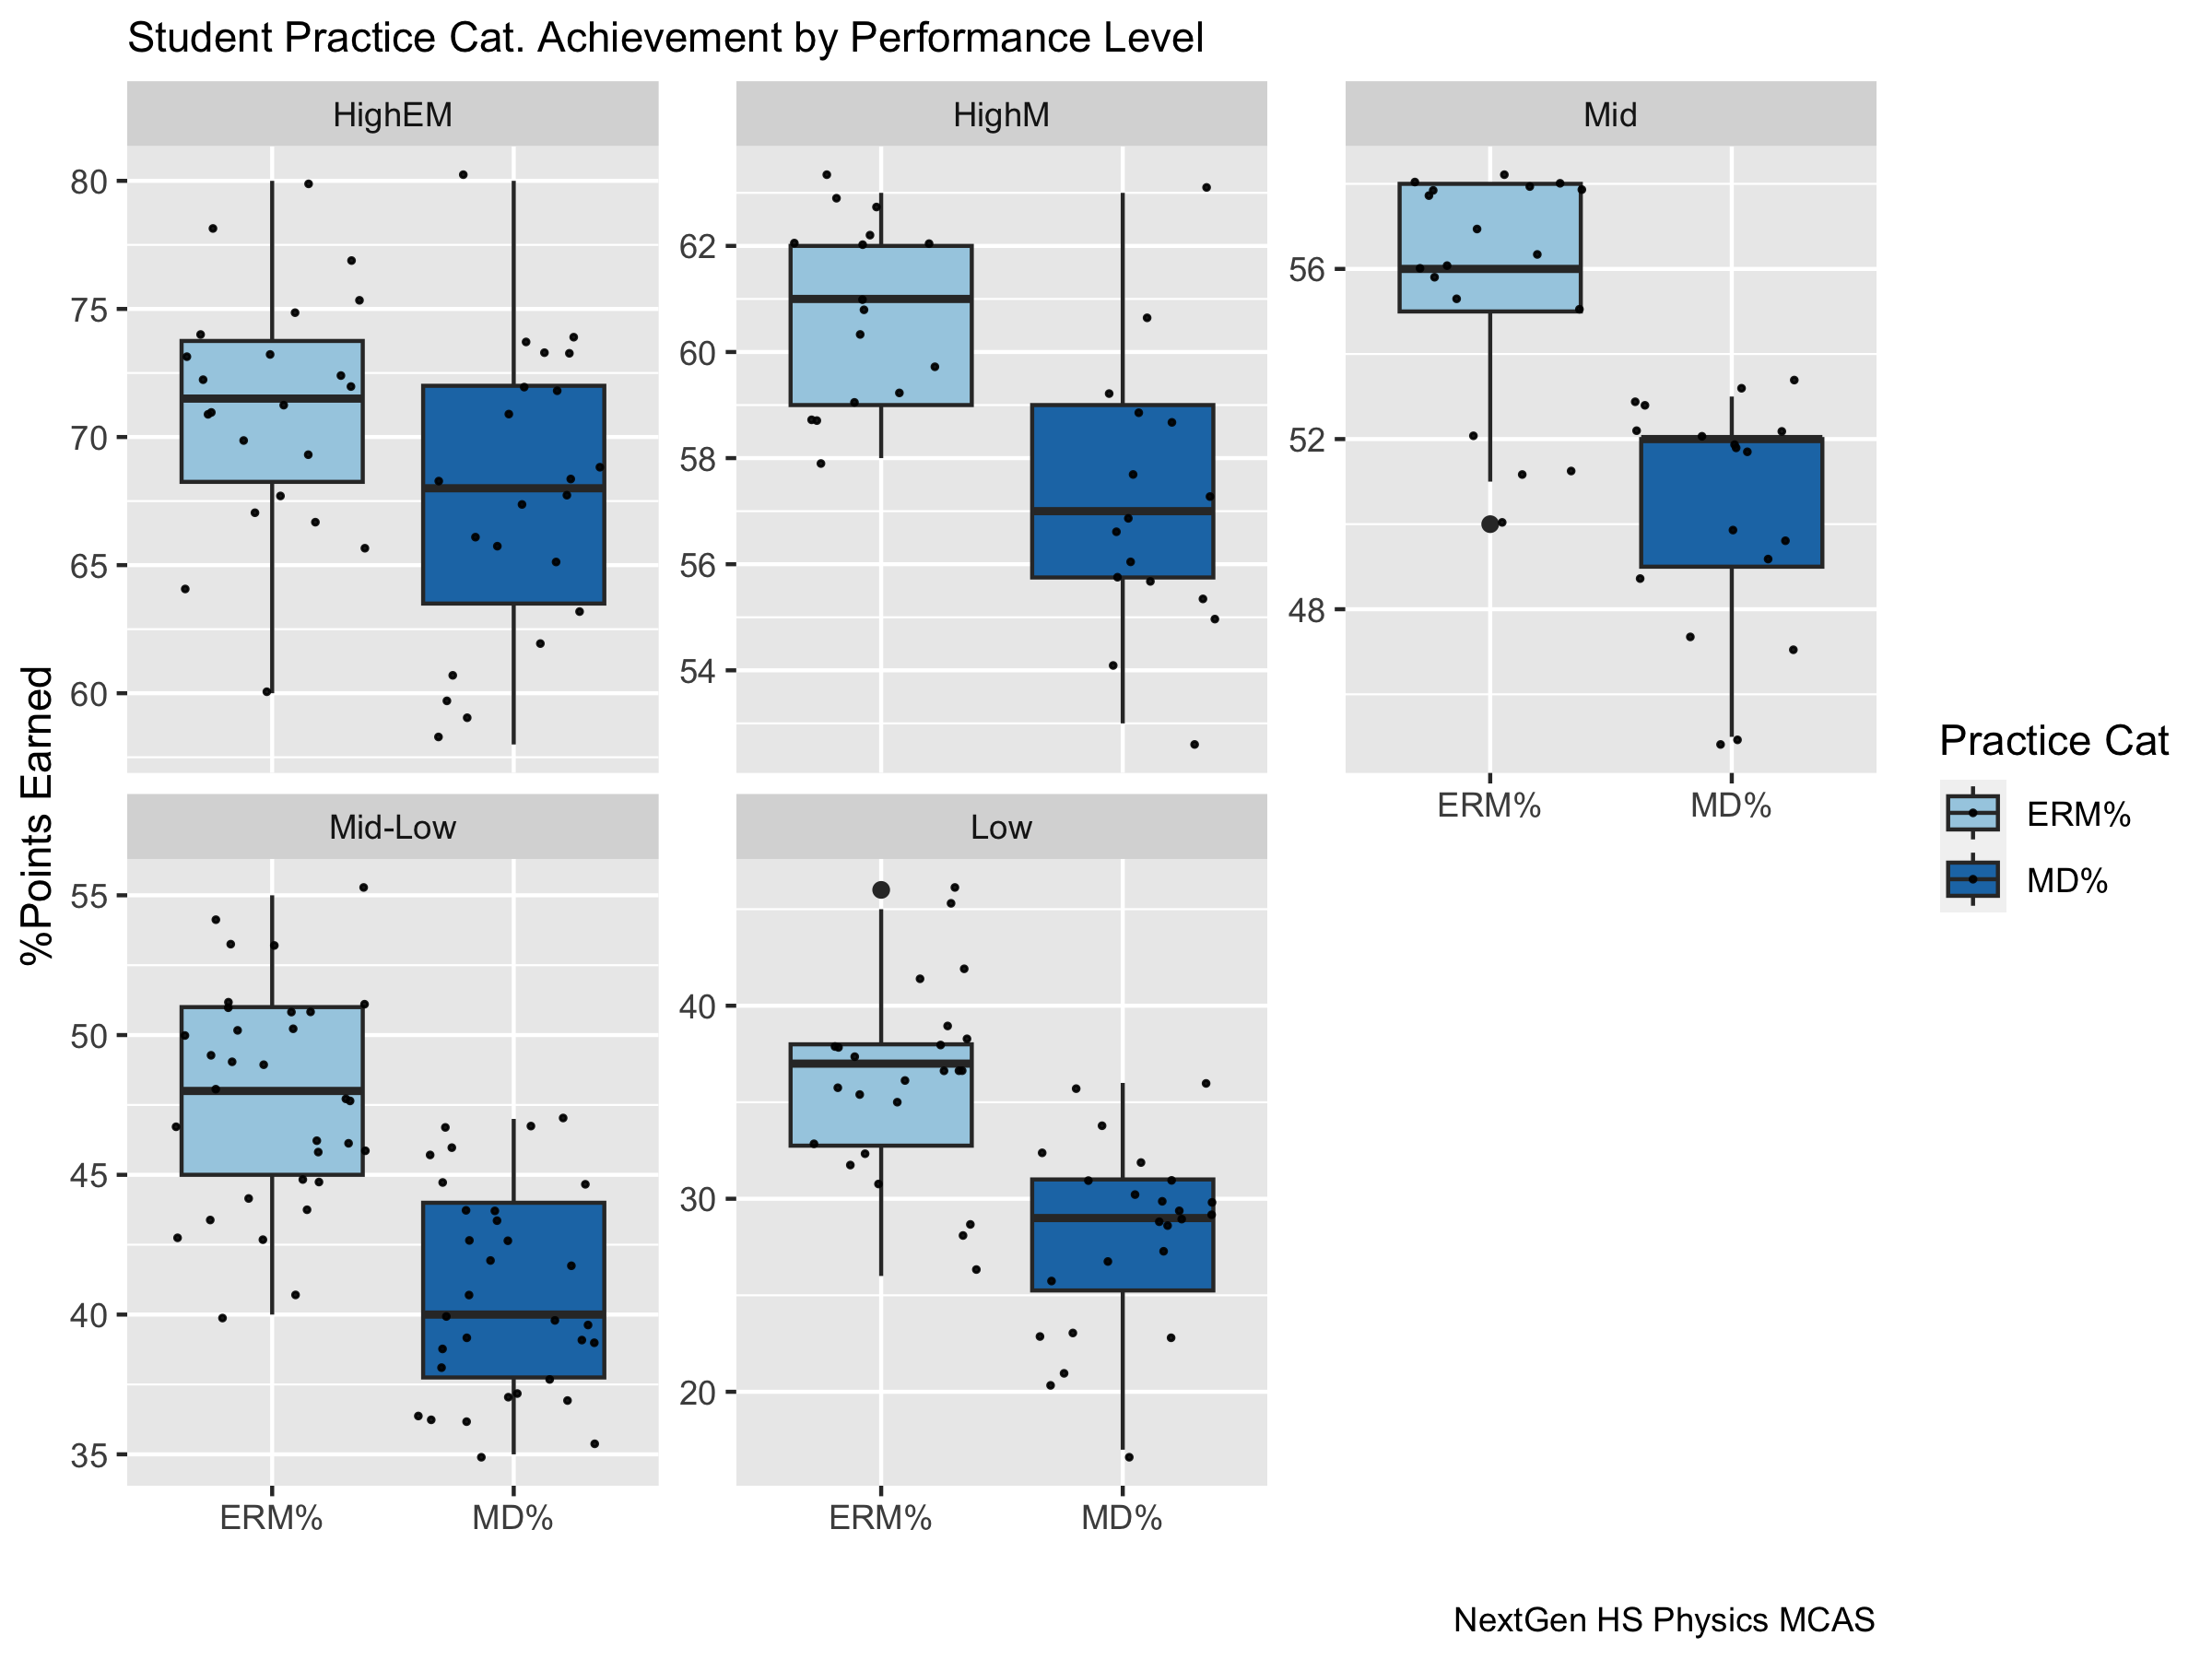 Student Practice Cat. Achievement by Performance Level
HighEM
HighM
Mid
80
75
70
65
60
62
60
58
56
54
56
52
48
ERM%
MD%
%Points Earned
Mid-Low
Low
55
50
45
40
35
40
30
20
ERM%
MD%
ERM%
MD%
Practice Cat
ERM%
MD%
NextGen HS Physics MCAS